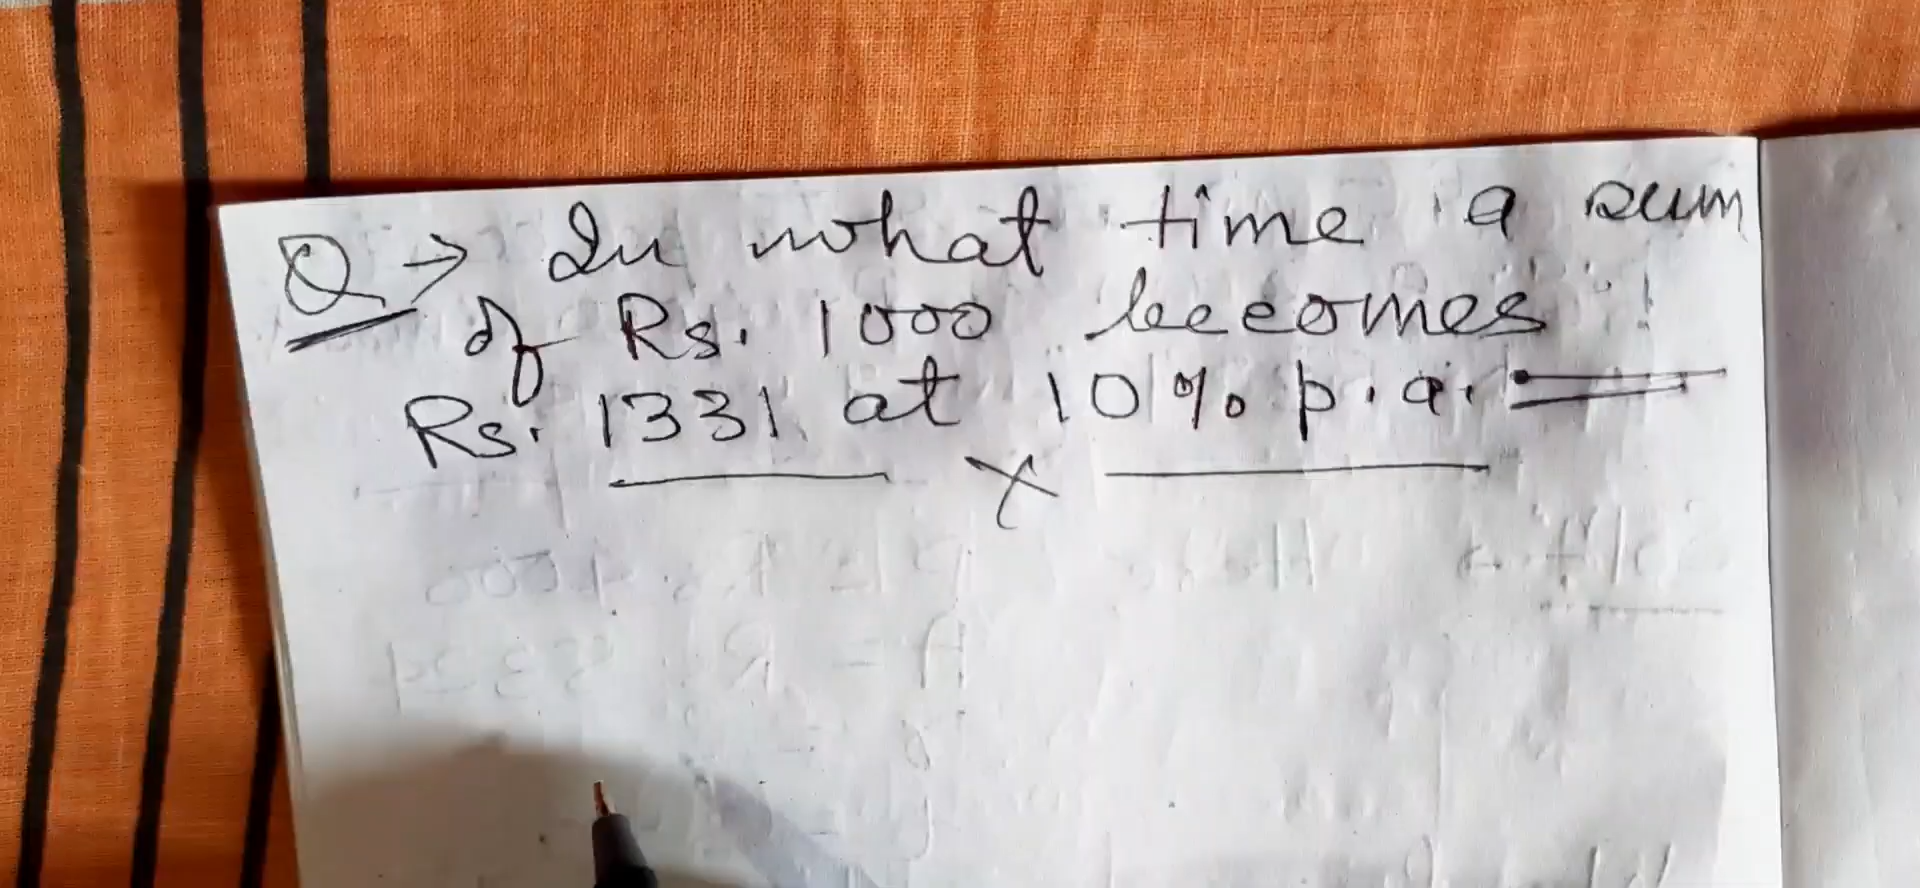 Q → In what time a sum
of Rs. 1000 becomes
Rs. 1331 at 10% p.a.